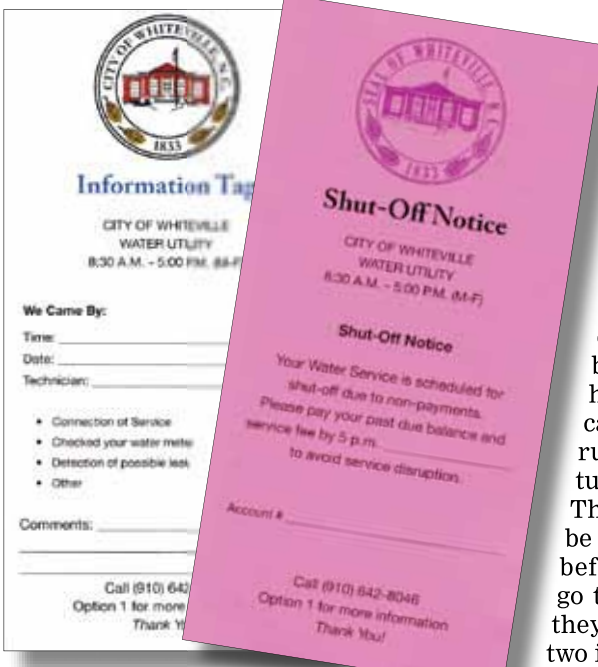 CITY OF WHITEVILLE, N.C.
1833
Information Tag
CITY OF WHITEVILLE
WATER UTILITY
8:30 A.M. - 5:00 P.M. (M-F)
We Came By:
Time:
Date:
Technician:
• Connection of Service
• Checked your water mete
• Detection of possible leak
• Other
Comments:
Call (910) 642
Option 1 for more
Thank Y
SEAL OF WHITEVILLE, N.C.
1833
Shut-Off Notice
CITY OF WHITEVILLE
WATER UTILITY
8:30 A.M. - 5:00 P.M. (M-F)
Shut-Off Notice
Your Water Service is scheduled for
shut-off due to non-payments.
Please pay your past due balance and
service fee by 5 p.m.
to avoid service disruption.
Account #
Call (910) 642-8046
Option 1 for more information
Thank You!
b
h
ca
ru
tu
Th
be
bef
go t
they
two i